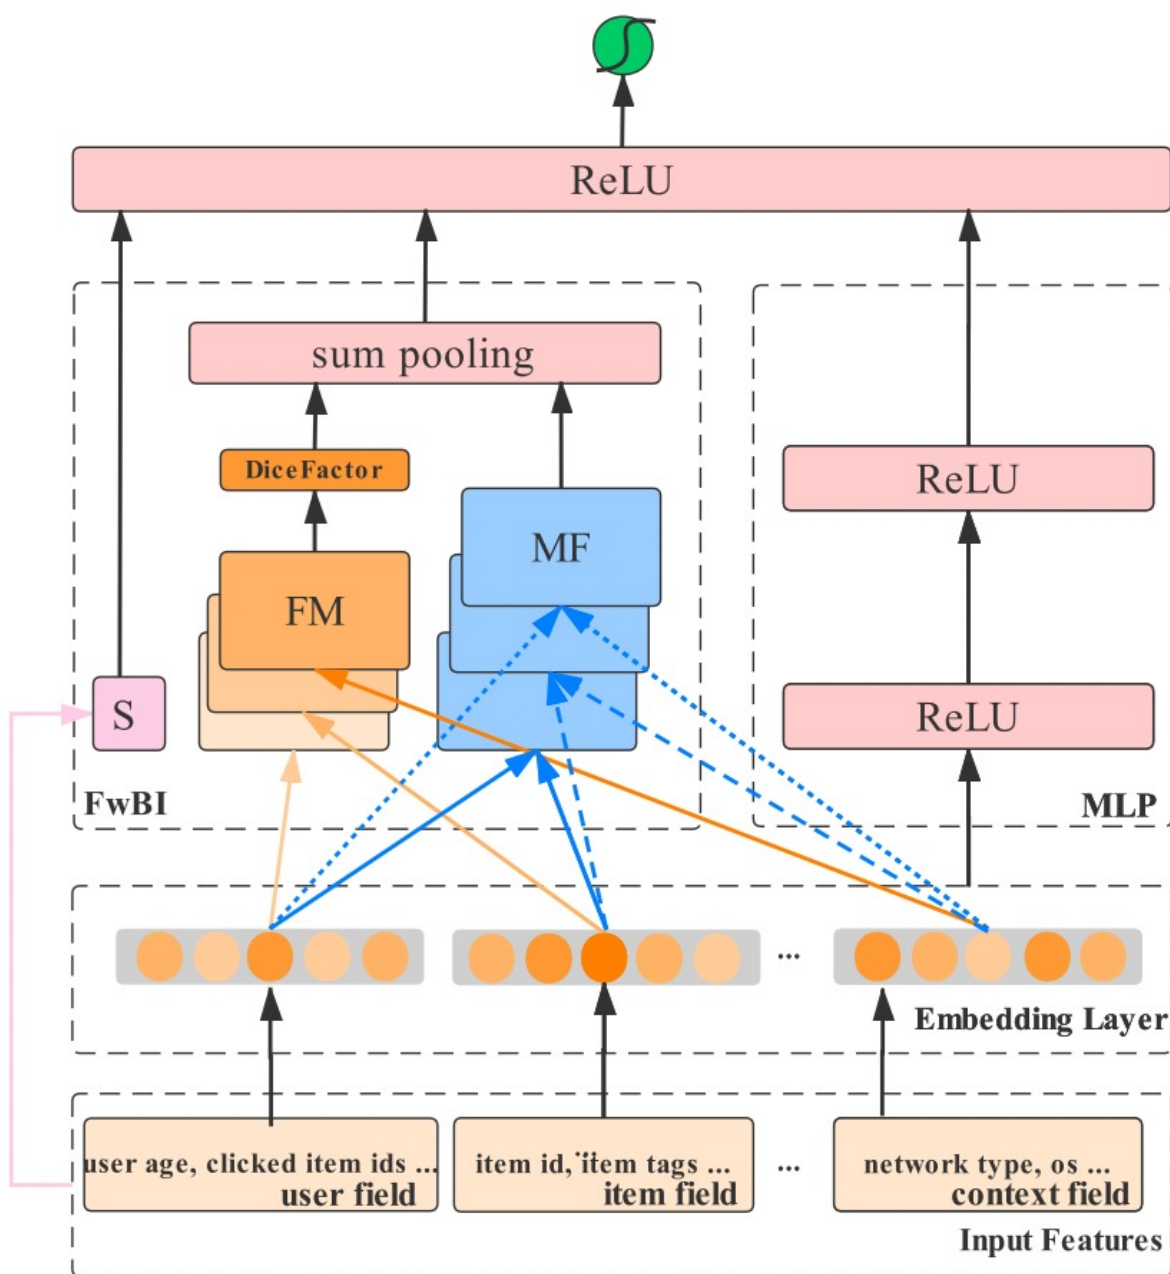 ReLU
sum pooling
DiceFactor
ReLU
MF
FM
S
ReLU
FwBI
MLP
...
Embedding Layer
user age, clicked item ids ...
user field
item id, item tags ...
item field
...
network type, os ...
context field
Input Features